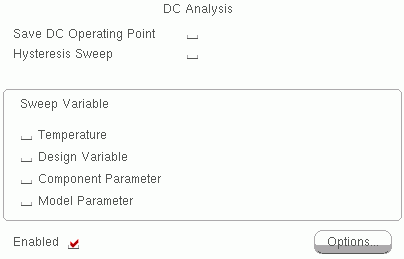 DC Analysis
Save DC Operating Point
Hysteresis Sweep
Sweep Variable
Temperature
Design Variable
Component Parameter
Model Parameter
Enabled
Options...